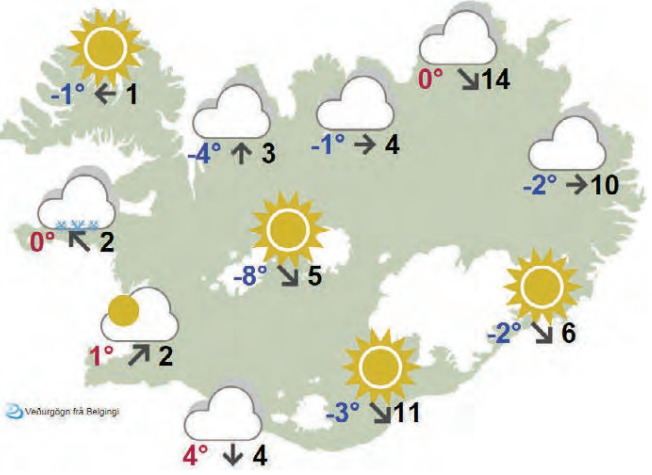 -1° ← 1
0° ↘ 14
-4° ↑ 3
-1° → 4
-2° → 10
0° ↖ 2
-8° ↘ 5
-2° ↘ 6
1° ↗ 2
-3° ↘ 11
Veðurgögn frá Belgingi
4° ↓ 4